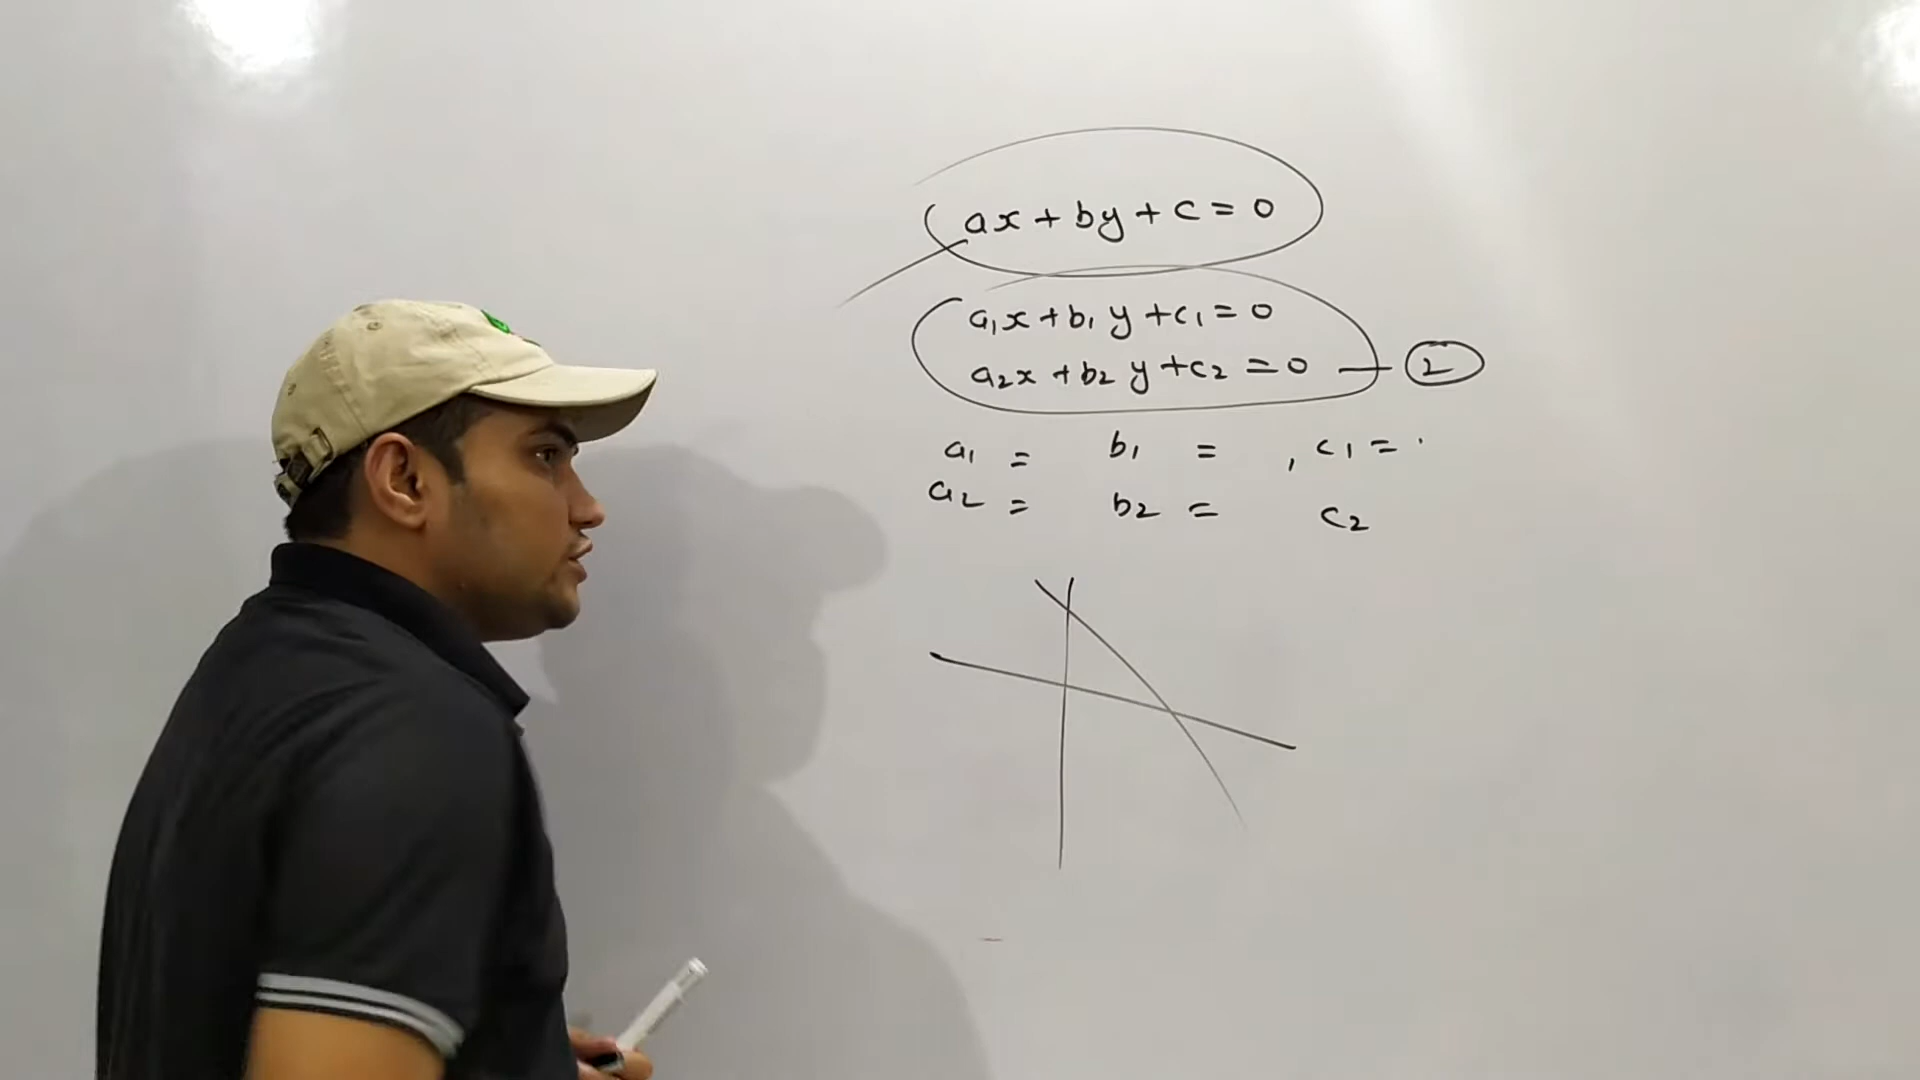 ax + by + c = 0
a₁x + b₁y + c₁ = 0
a₂x + b₂y + c₂ = 0 — 2
a₁ = b₁ = , c₁ = .
a₂ = b₂ = c₂